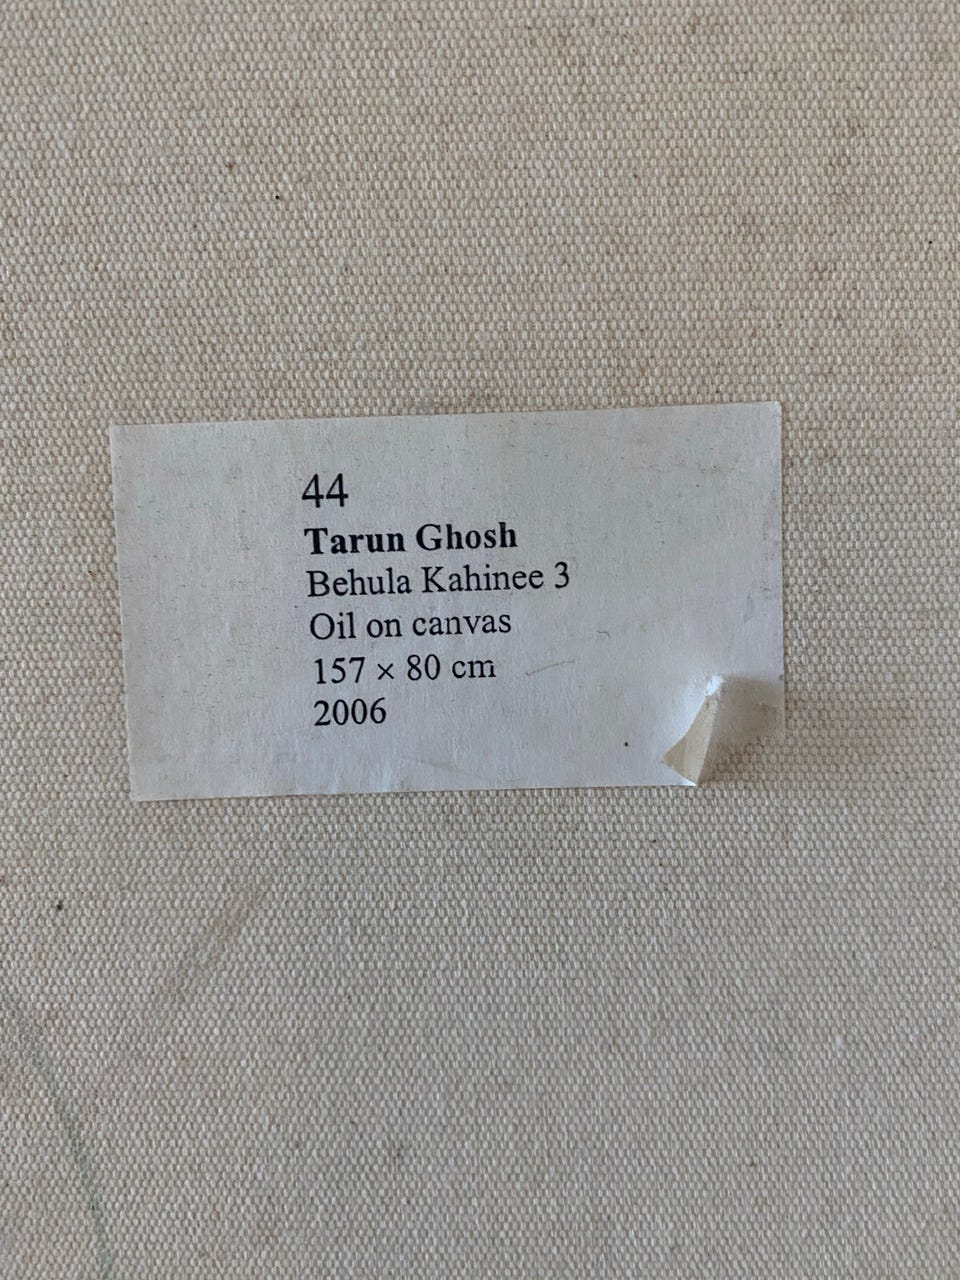 44
Tarun Ghosh
Behula Kahinee 3
Oil on canvas
157 × 80 cm
2006